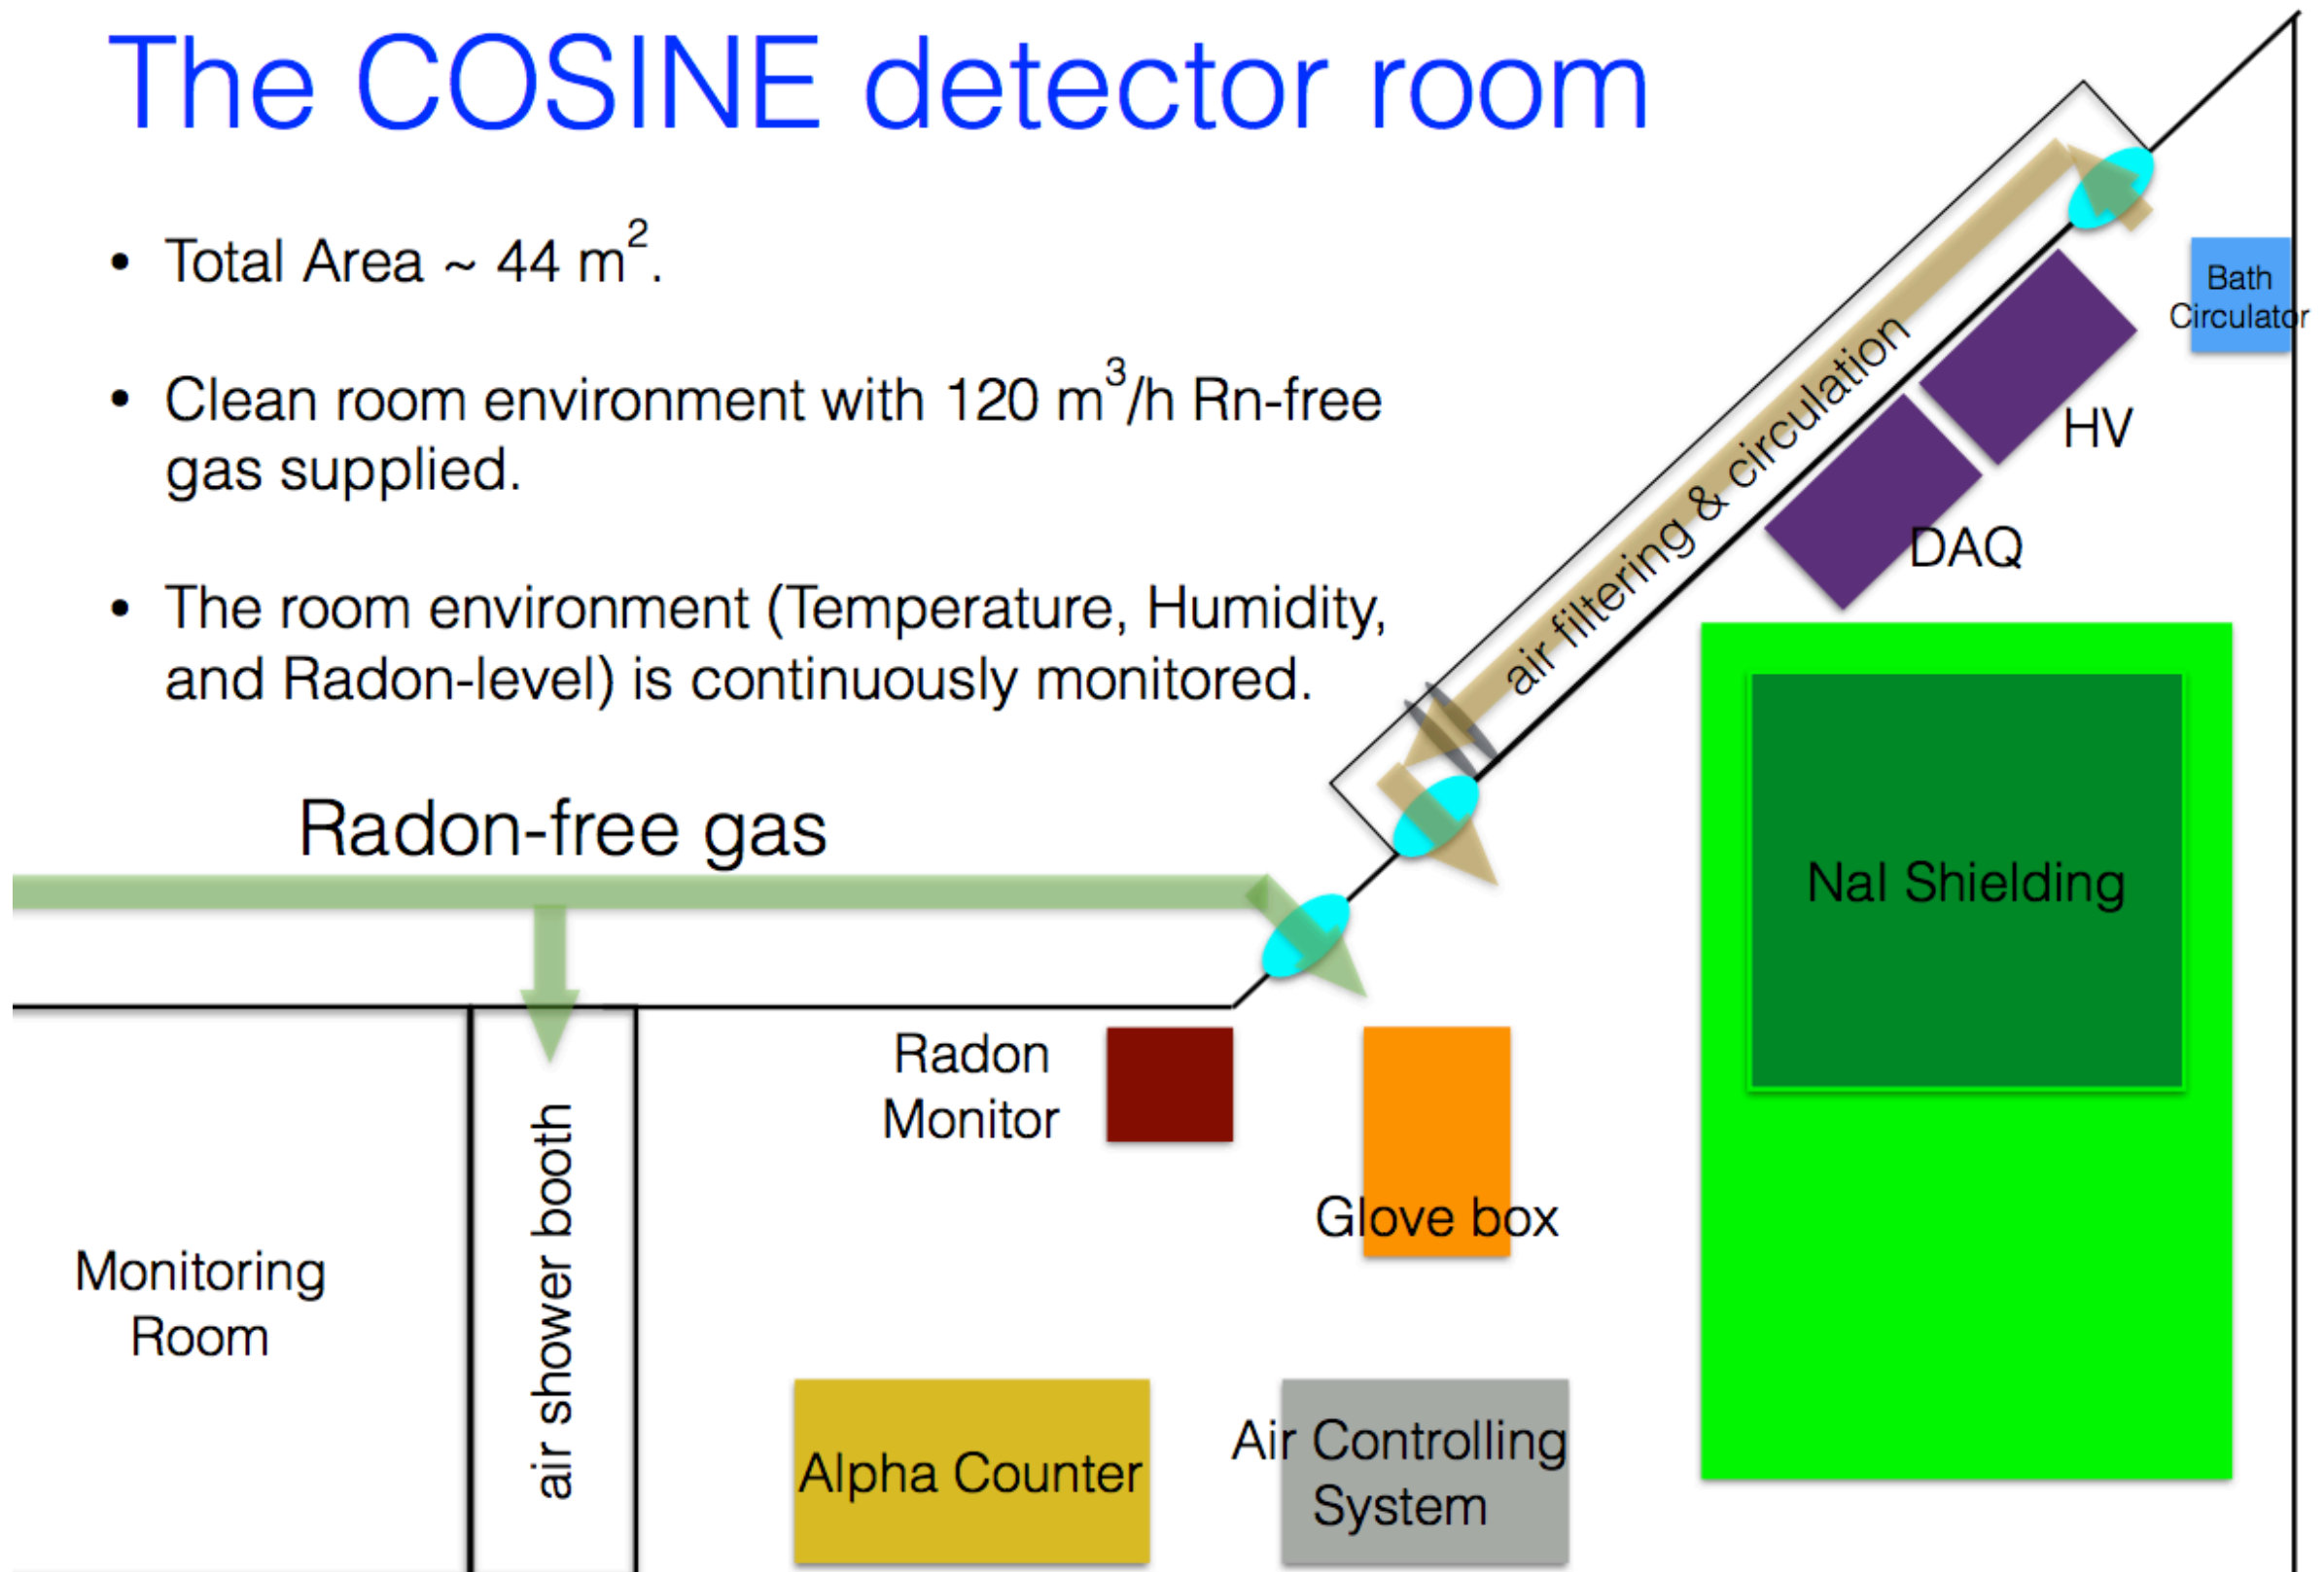 The COSINE detector room
• Total Area ~ 44 m².
• Clean room environment with 120 m³/h Rn-free
gas supplied.
• The room environment (Temperature, Humidity,
and Radon-level) is continuously monitored.
Bath
Circulator
HV
DAQ
air filtering & circulation
Radon-free gas
NaI Shielding
Radon
Monitor
Glove box
air shower booth
Monitoring
Room
Alpha Counter
Air Controlling
System